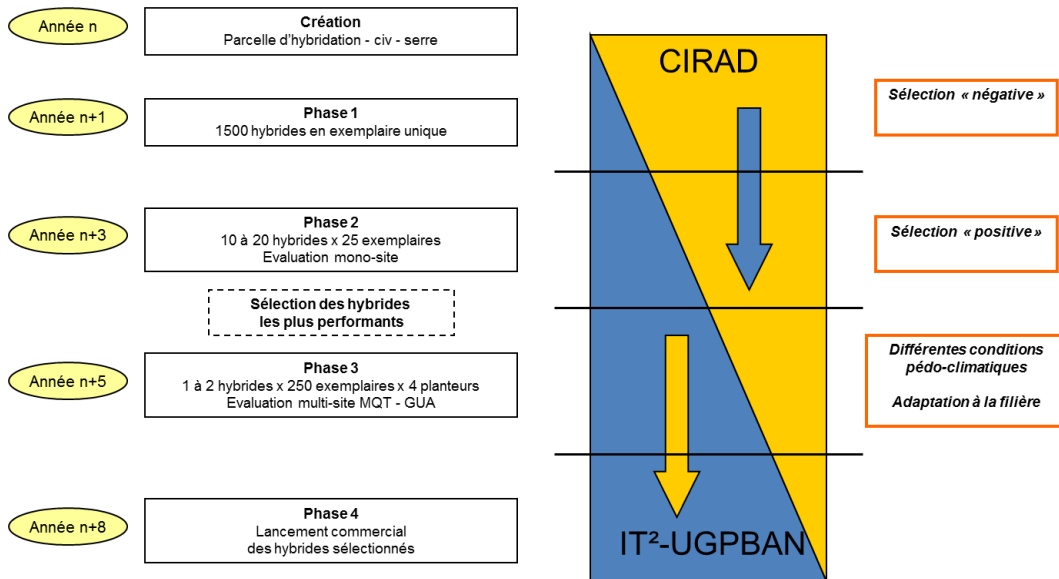 Année n
Création
Parcelle d'hybridation - civ - serre
Année n+1
Phase 1
1500 hybrides en exemplaire unique
Année n+3
Phase 2
10 à 20 hybrides x 25 exemplaires
Evaluation mono-site
Sélection des hybrides
les plus performants
Année n+5
Phase 3
1 à 2 hybrides x 250 exemplaires x 4 planteurs
Evaluation multi-site MQT - GUA
Année n+8
Phase 4
Lancement commercial
des hybrides sélectionnés
CIRAD
IT²-UGPBAN
Sélection « négative »
Sélection « positive »
Différentes conditions
pédo-climatiques
Adaptation à la filière